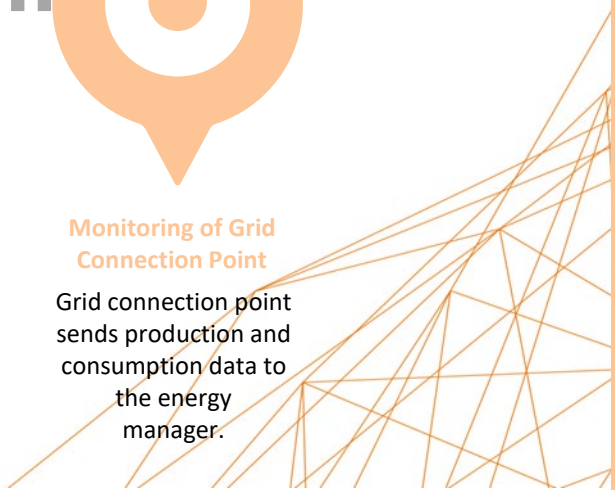 Monitoring of Grid
Connection Point
Grid connection point
sends production and
consumption data to
the energy
manager.